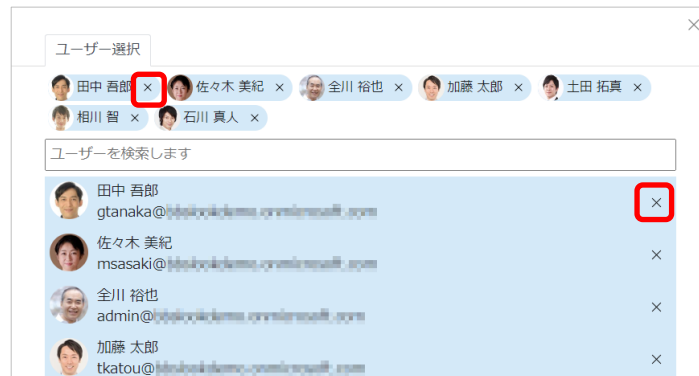 ユーザー選択
田中 吾郎 × 佐々木 美紀 × 全川 裕也 × 加藤 太郎 × 土田 拓真 ×
相川 智 × 石川 真人 ×
ユーザーを検索します
田中 吾郎
gtanaka@
佐々木 美紀
msasaki@
全川 裕也
admin@
加藤 太郎
tkatou@